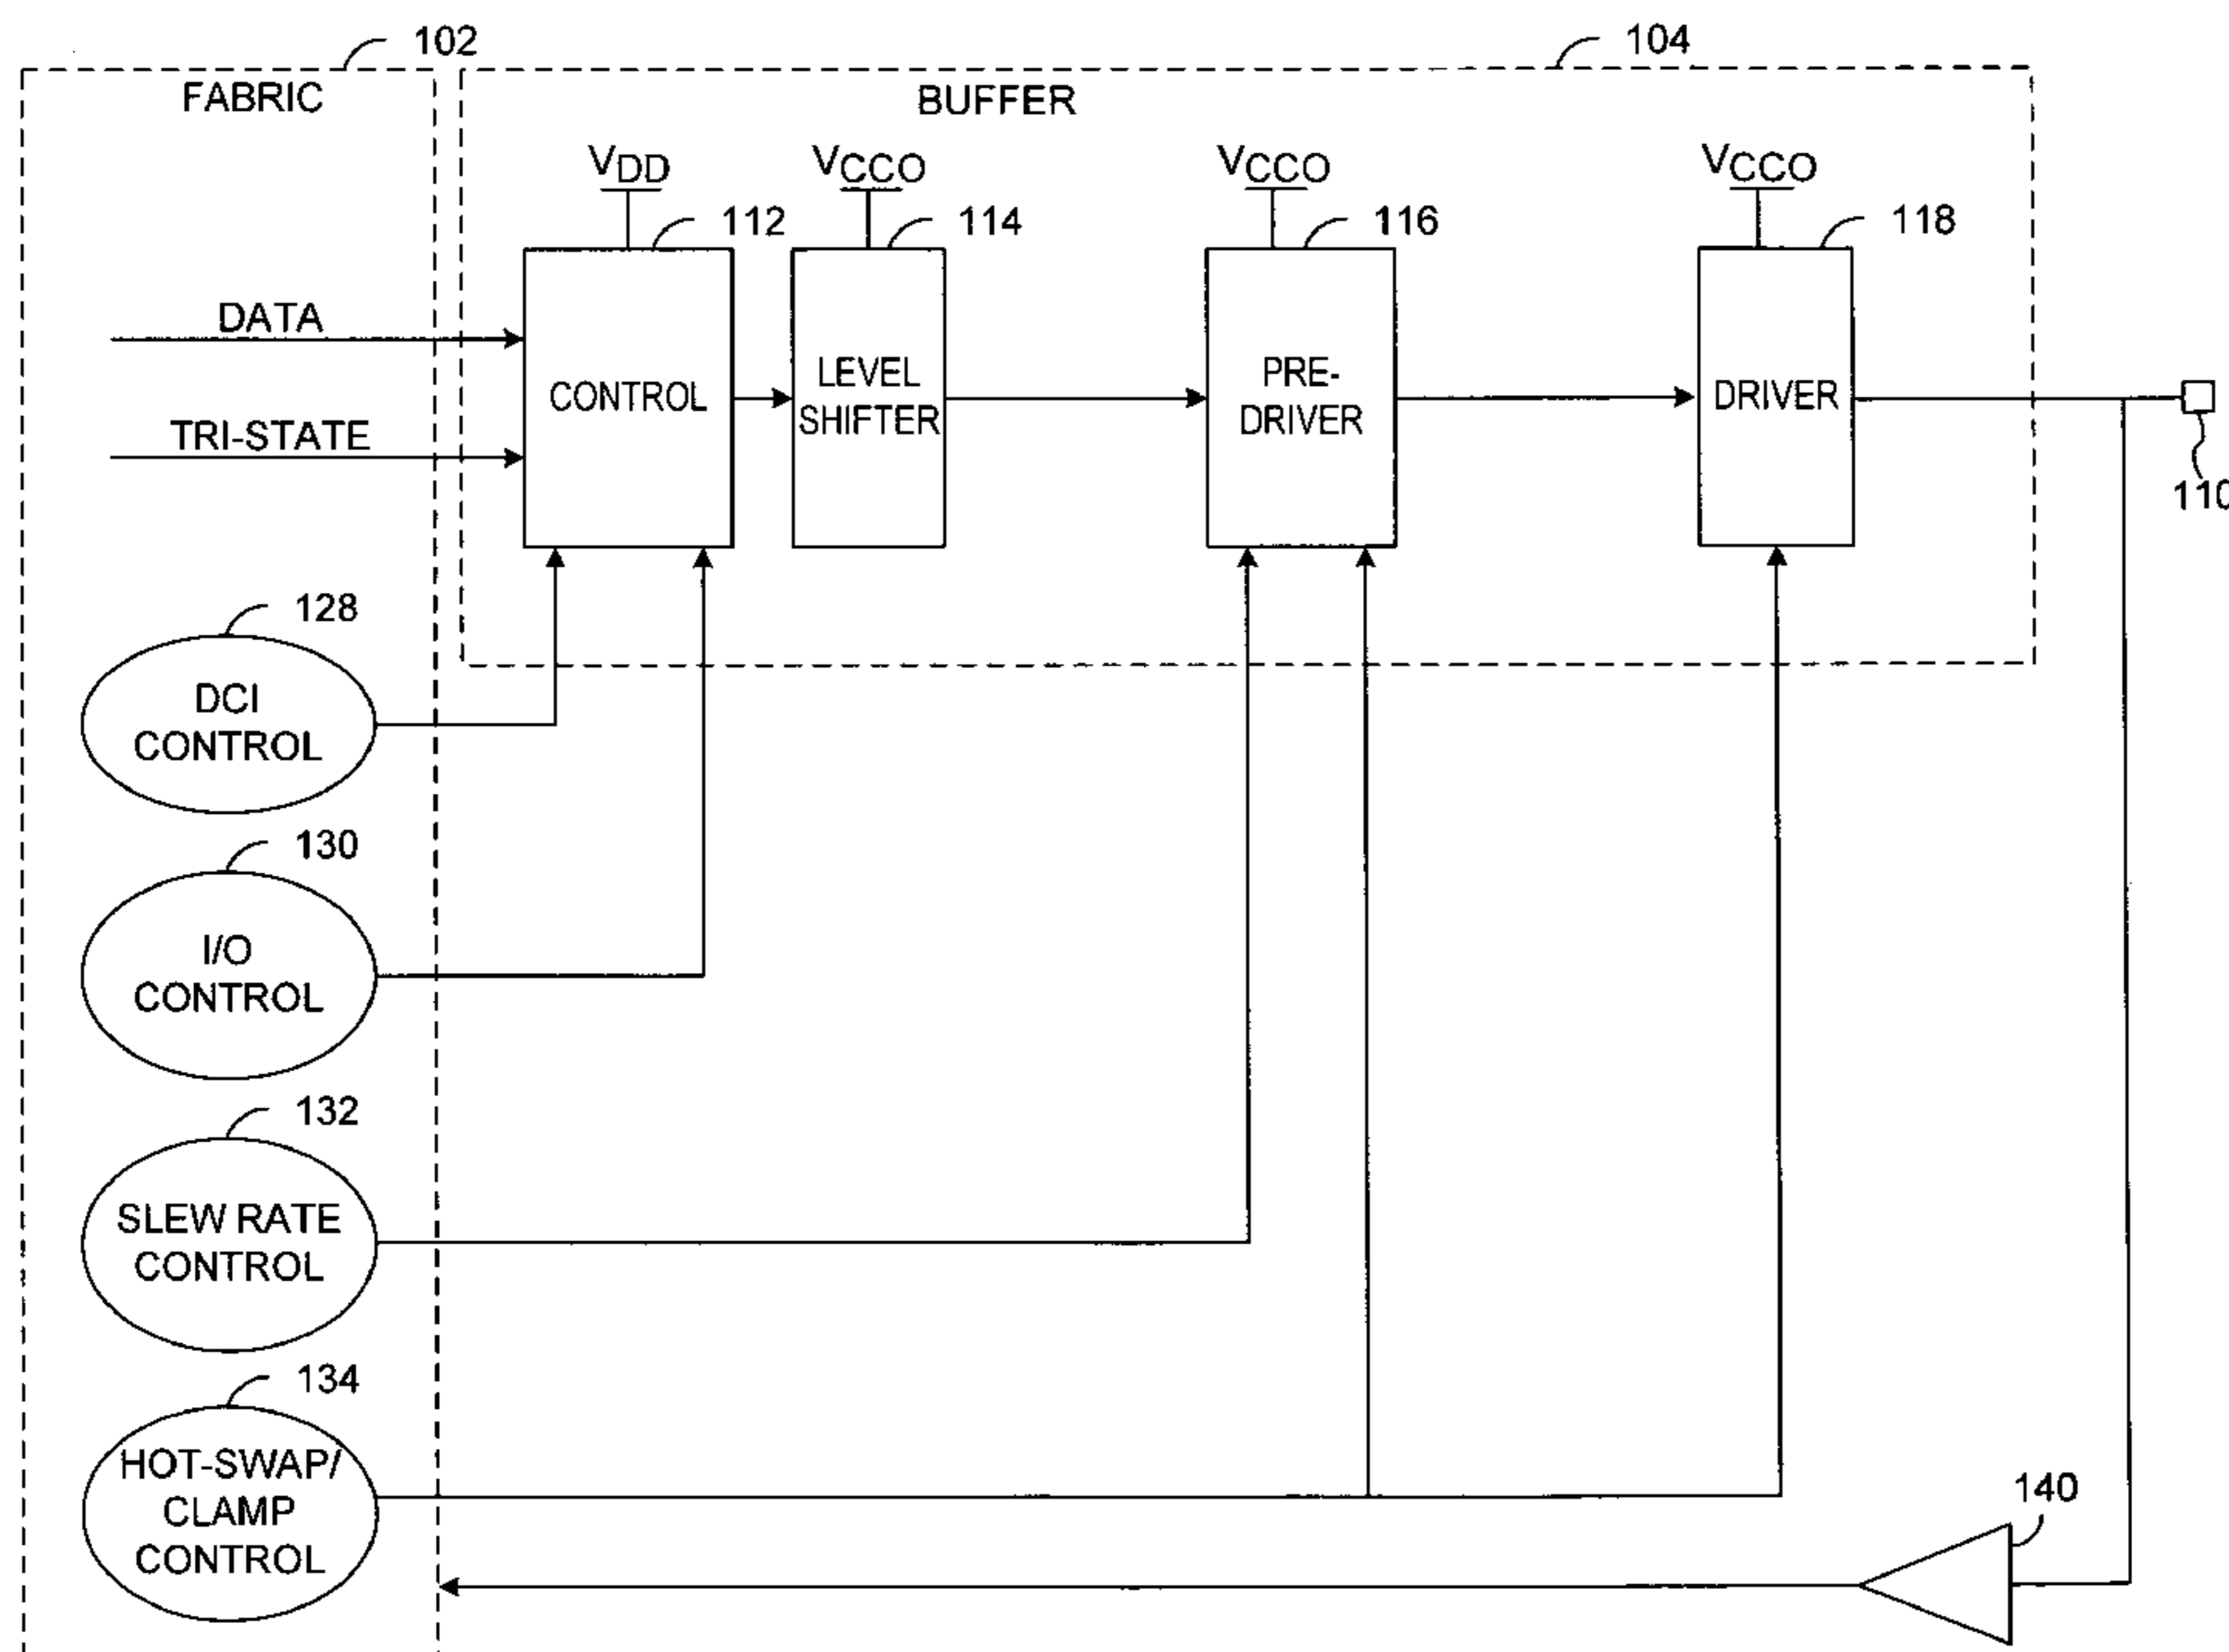 102
104
FABRIC
BUFFER
VDD
VCCO
VCCO
VCCO
112
114
116
118
DATA
CONTROL
LEVEL
SHIFTER
PRE-
DRIVER
DRIVER
TRI-STATE
110
128
DCI
CONTROL
130
I/O
CONTROL
132
SLEW RATE
CONTROL
134
HOT-SWAP/
CLAMP
CONTROL
140